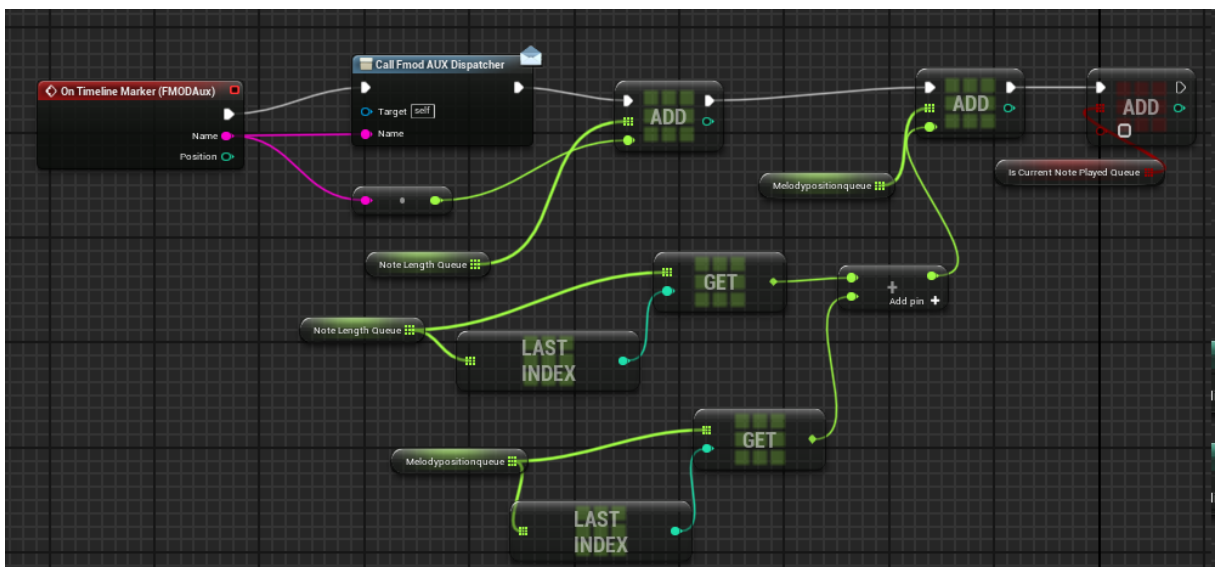 On Timeline Marker (FMODAux)
Name
Position
Call Fmod AUX Dispatcher
Target self
Name
ADD
ADD
ADD
Melodypositionqueue
Is Current Note Played Queue
Note Length Queue
GET
Add pin
Note Length Queue
LAST
INDEX
GET
Melodypositionqueue
LAST
INDEX